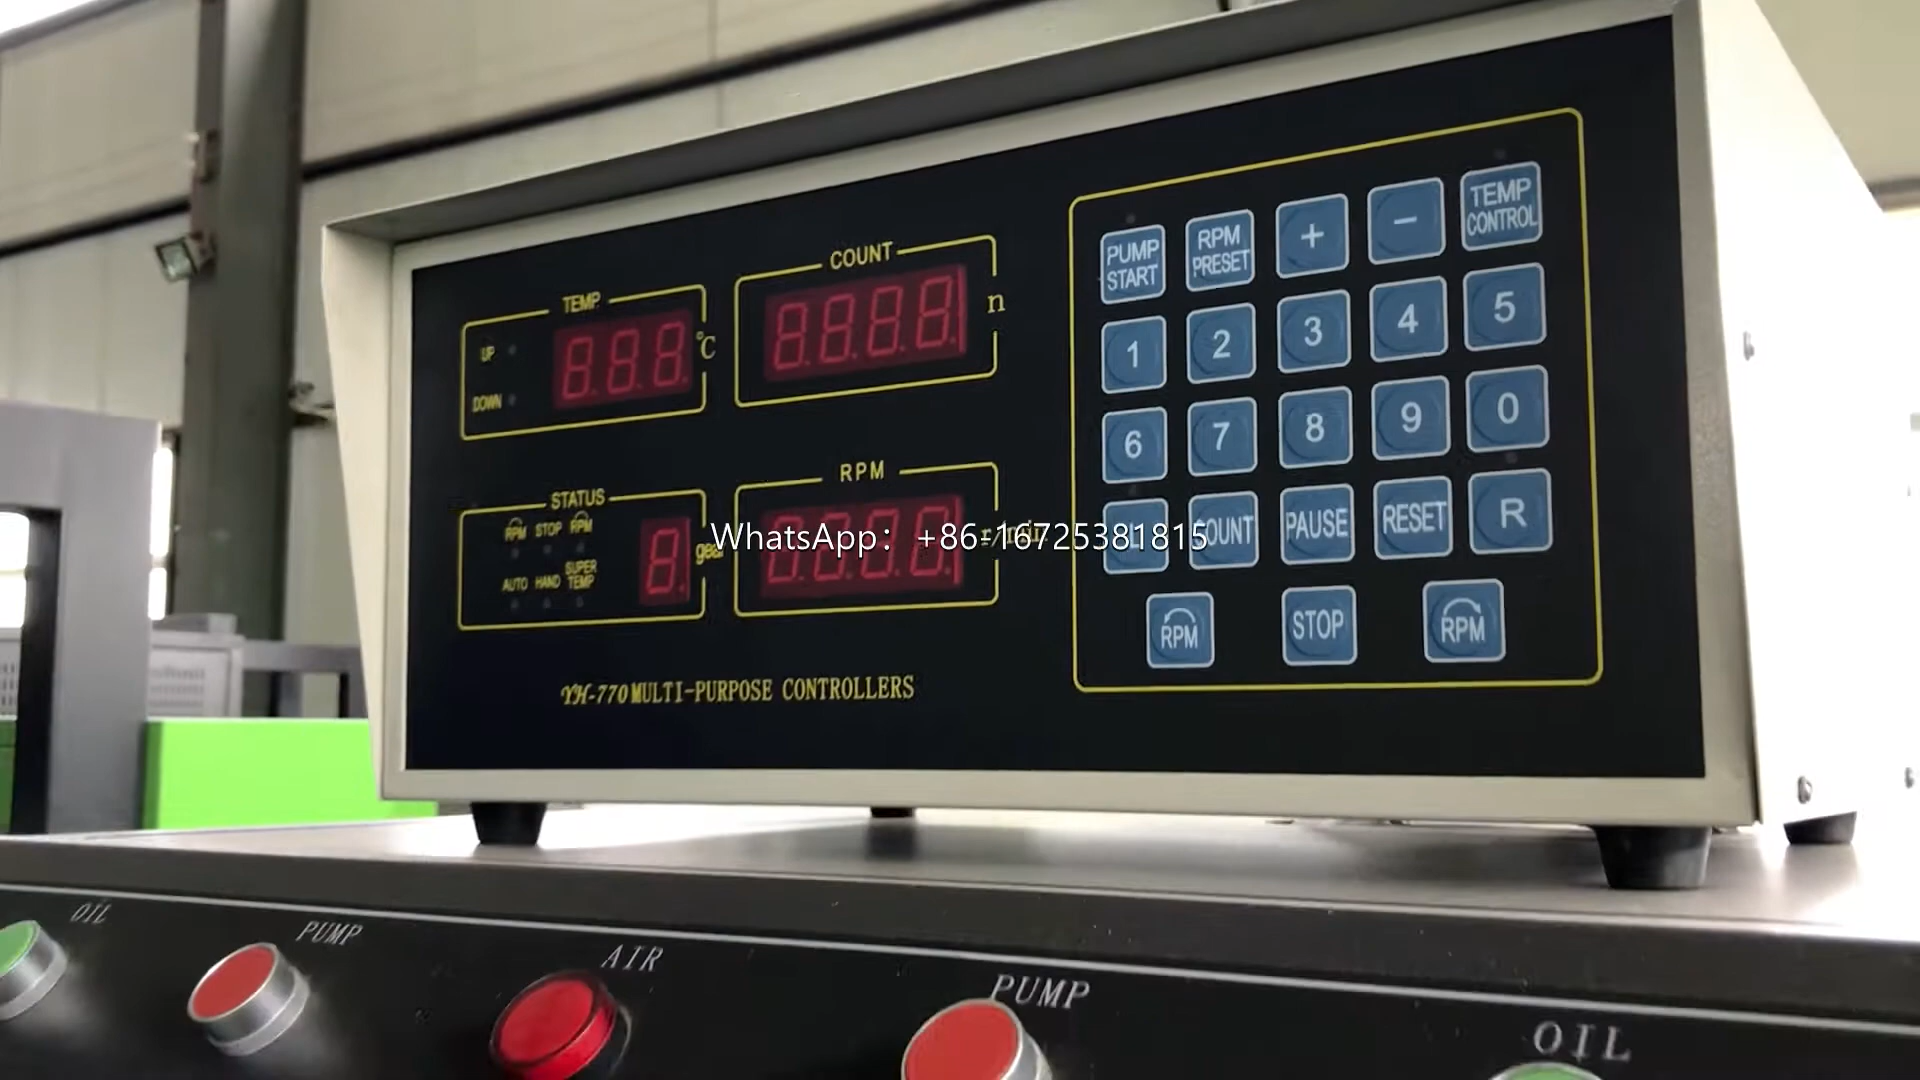 TEMP
UP
DOWN
°C
COUNT
n
STATUS
RPM STOP RPM
AUTO HAND SUPER TEMP
gear
RPM
WhatsApp: +86-16725381815
YH-770 MULTI-PURPOSE CONTROLLERS
PUMP START
RPM PRESET
+
-
TEMP CONTROL
1 2 3 4 5
6 7 8 9 0
COUNT PAUSE RESET R
RPM STOP RPM
OIL
PUMP
AIR
PUMP
OIL